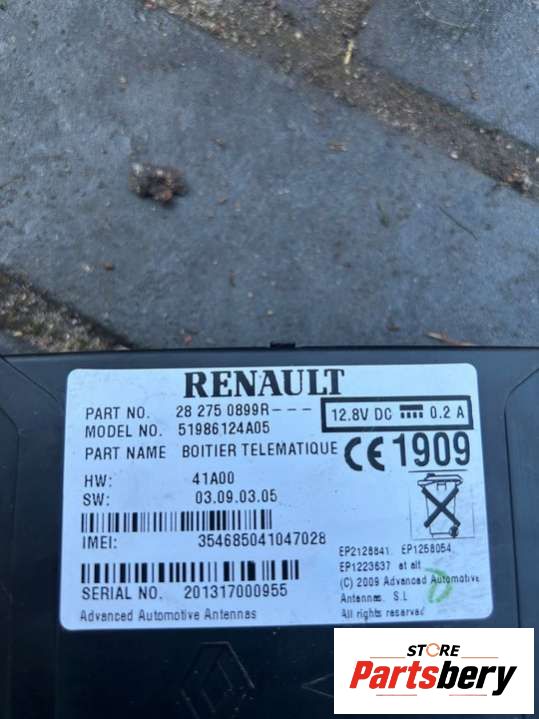 RENAULT
PART NO. 28 275 0899R---
12.8V DC 0.2 A
MODEL NO. 51986124A05
PART NAME BOITIER TELEMATIQUE
CE 1909
HW: 41A00
SW: 03.09.03.05
IMEI: 354685041047028
SERIAL NO. 201317000955
Advanced Automotive Antennas
EP2128841, EP1258054,
EP1223637 et alt
(C) 2009 Advanced Automotive
Antennas, S.L
All rights reserved
STORE
Partsbery